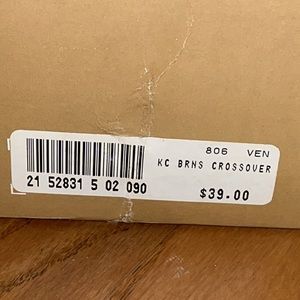 806 VEN
KC BRNS CROSSOVER
21 52831 5 02 090
$39.00